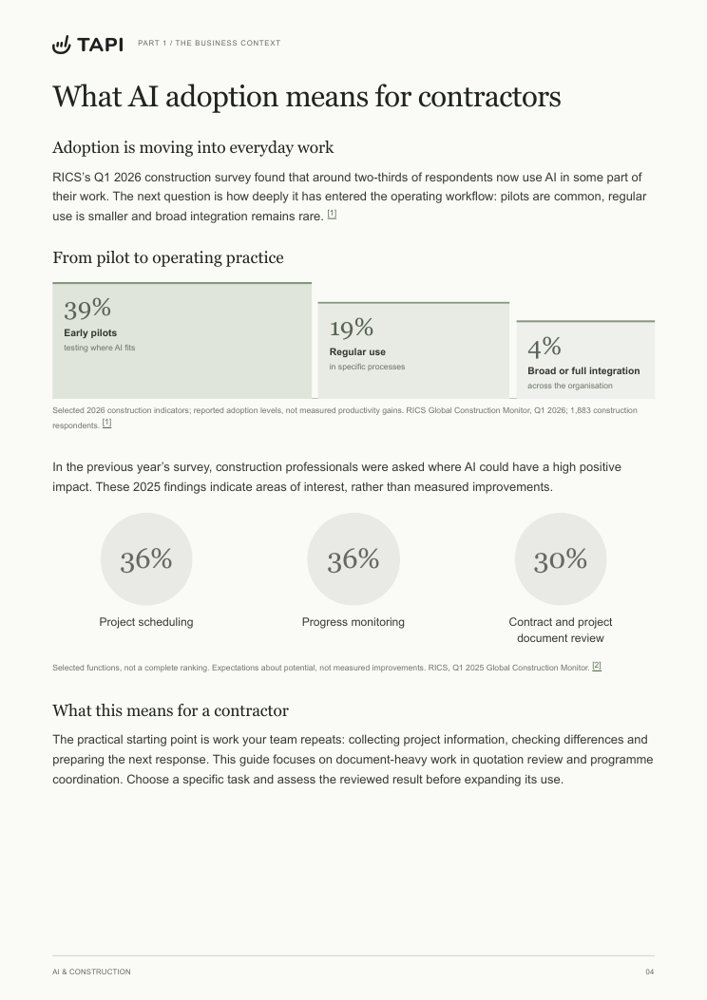 TAPI PART 1 / THE BUSINESS CONTEXT
What AI adoption means for contractors
Adoption is moving into everyday work
RICS’s Q1 2026 construction survey found that around two-thirds of respondents now use AI in some part of
their work. The next question is how deeply it has entered the operating workflow: pilots are common, regular
use is smaller and broad integration remains rare. [1]
From pilot to operating practice
39%
Early pilots
testing where AI fits
19%
Regular use
in specific processes
4%
Broad or full integration
across the organisation
Selected 2026 construction indicators; reported adoption levels, not measured productivity gains. RICS Global Construction Monitor, Q1 2026; 1,883 construction
respondents. [1]
In the previous year’s survey, construction professionals were asked where AI could have a high positive
impact. These 2025 findings indicate areas of interest, rather than measured improvements.
36%
Project scheduling
36%
Progress monitoring
30%
Contract and project
document review
Selected functions, not a complete ranking. Expectations about potential, not measured improvements. RICS, Q1 2025 Global Construction Monitor. [2]
What this means for a contractor
The practical starting point is work your team repeats: collecting project information, checking differences and
preparing the next response. This guide focuses on document-heavy work in quotation review and programme
coordination. Choose a specific task and assess the reviewed result before expanding its use.
AI & CONSTRUCTION 04